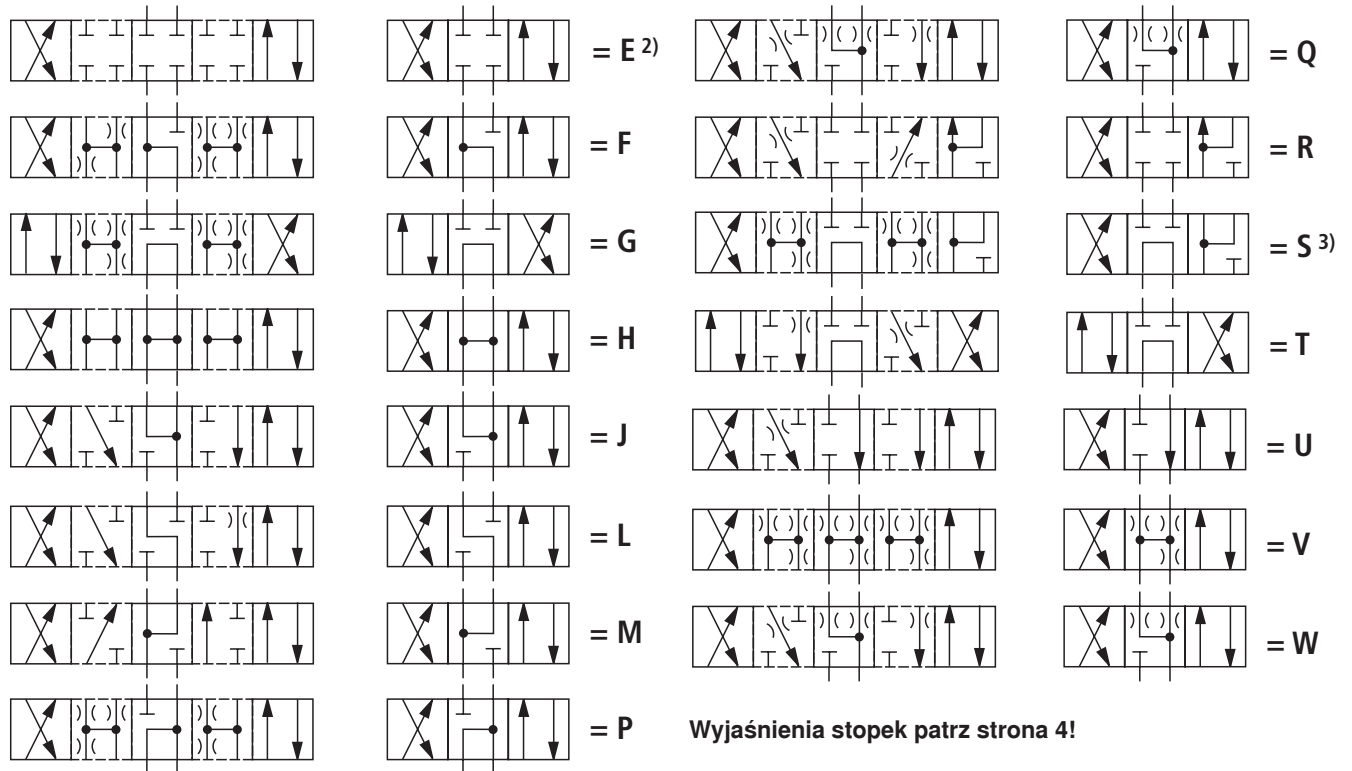 = E 2)
= F
= G
= H
= J
= L
= M
= P
= Q
= R
= S 3)
= T
= U
= V
= W
Wyjaśnienia stopek patrz strona 4!